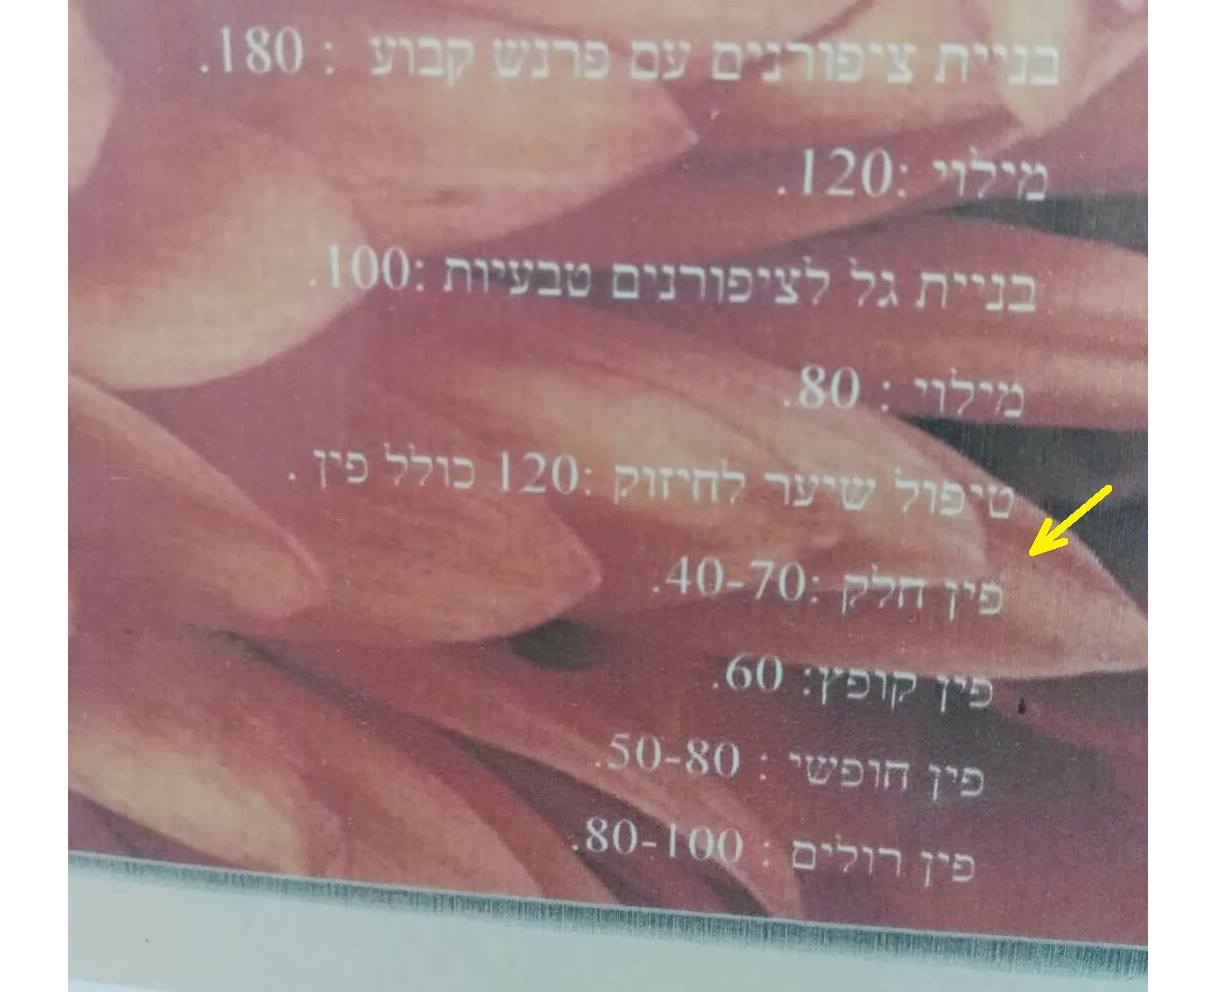 בניית ציפורנים עם פרנש קבוע : 180.
מילוי :120.
בניית גל לציפורנים טבעיות :100.
מילוי : 80.
טיפול שיער לחיזוק :120 כולל פין .
פין חלק :40-70.
פין קופץ: 60.
פין חופשי : 50-80.
פין רולים : 80-100.